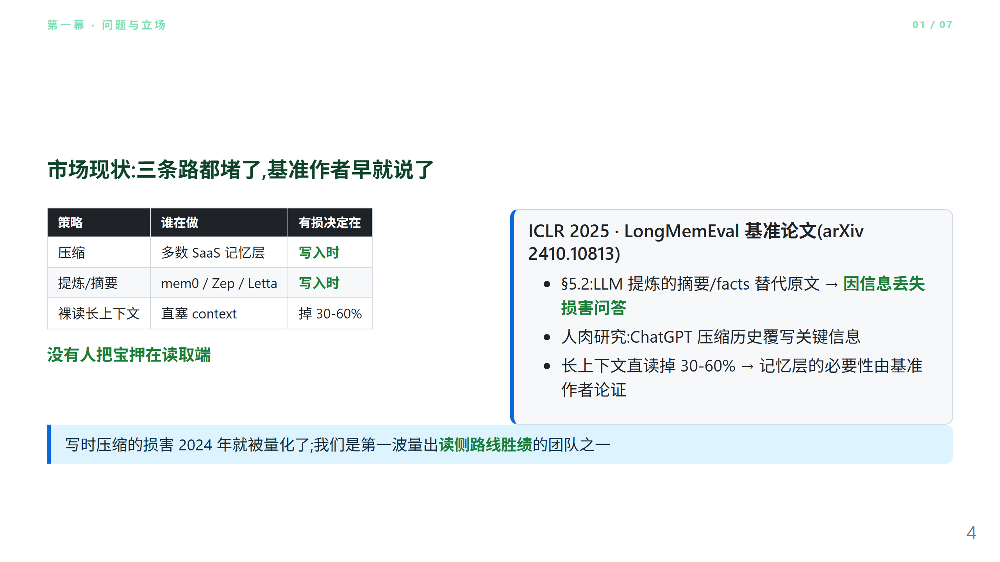 第一幕 · 问题与立场
01 / 07
市场现状:三条路都堵了,基准作者早就说了
策略 谁在做 有损决定在
压缩 多数 SaaS 记忆层 写入时
提炼/摘要 mem0 / Zep / Letta 写入时
裸读长上下文 直塞 context 掉 30-60%
没有人把宝押在读取端
ICLR 2025 · LongMemEval 基准论文(arXiv
2410.10813)
§5.2:LLM 提炼的摘要/facts 替代原文 → 因信息丢失
损害问答
人肉研究:ChatGPT 压缩历史覆写关键信息
长上下文直读掉 30-60% → 记忆层的必要性由基准
作者论证
写时压缩的损害 2024 年就被量化了;我们是第一波量出读侧路线胜绩的团队之一
4